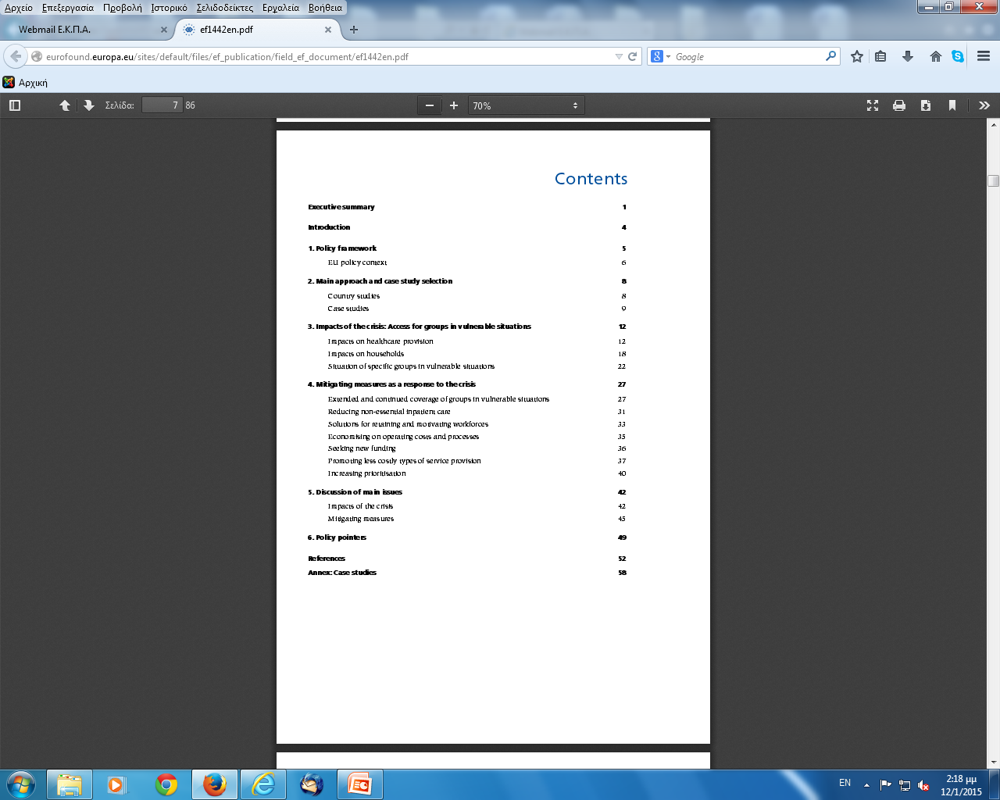 Αρχείο Επεξεργασία Προβολή Ιστορικό Σελιδοδείκτες Εργαλεία Βοήθεια
Webmail Ε.Κ.Π.Α. ef1442en.pdf
eurofound.europa.eu/sites/default/files/ef_publication/field_ef_document/ef1442en.pdf Google
Αρχική
Σελίδα: 7 86 70%
Contents
Executive summary 1
Introduction 4
1. Policy framework 5
EU policy context 6
2. Main approach and case study selection 8
Country studies 8
Case studies 9
3. Impacts of the crisis: Access for groups in vulnerable situations 12
Impacts on healthcare provision 12
Impacts on households 18
Situation of specific groups in vulnerable situations 22
4. Mitigating measures as a response to the crisis 27
Extended and continued coverage of groups in vulnerable situations 27
Reducing non-essential inpatient care 31
Solutions for retaining and motivating workforces 33
Economising on operating costs and processes 35
Seeking new funding 36
Promoting less costly types of service provision 37
Increasing prioritisation 40
5. Discussion of main issues 42
Impacts of the crisis 42
Mitigating measures 45
6. Policy pointers 49
References 52
Annex: Case studies 58
EN 2:18 μμ
12/1/2015